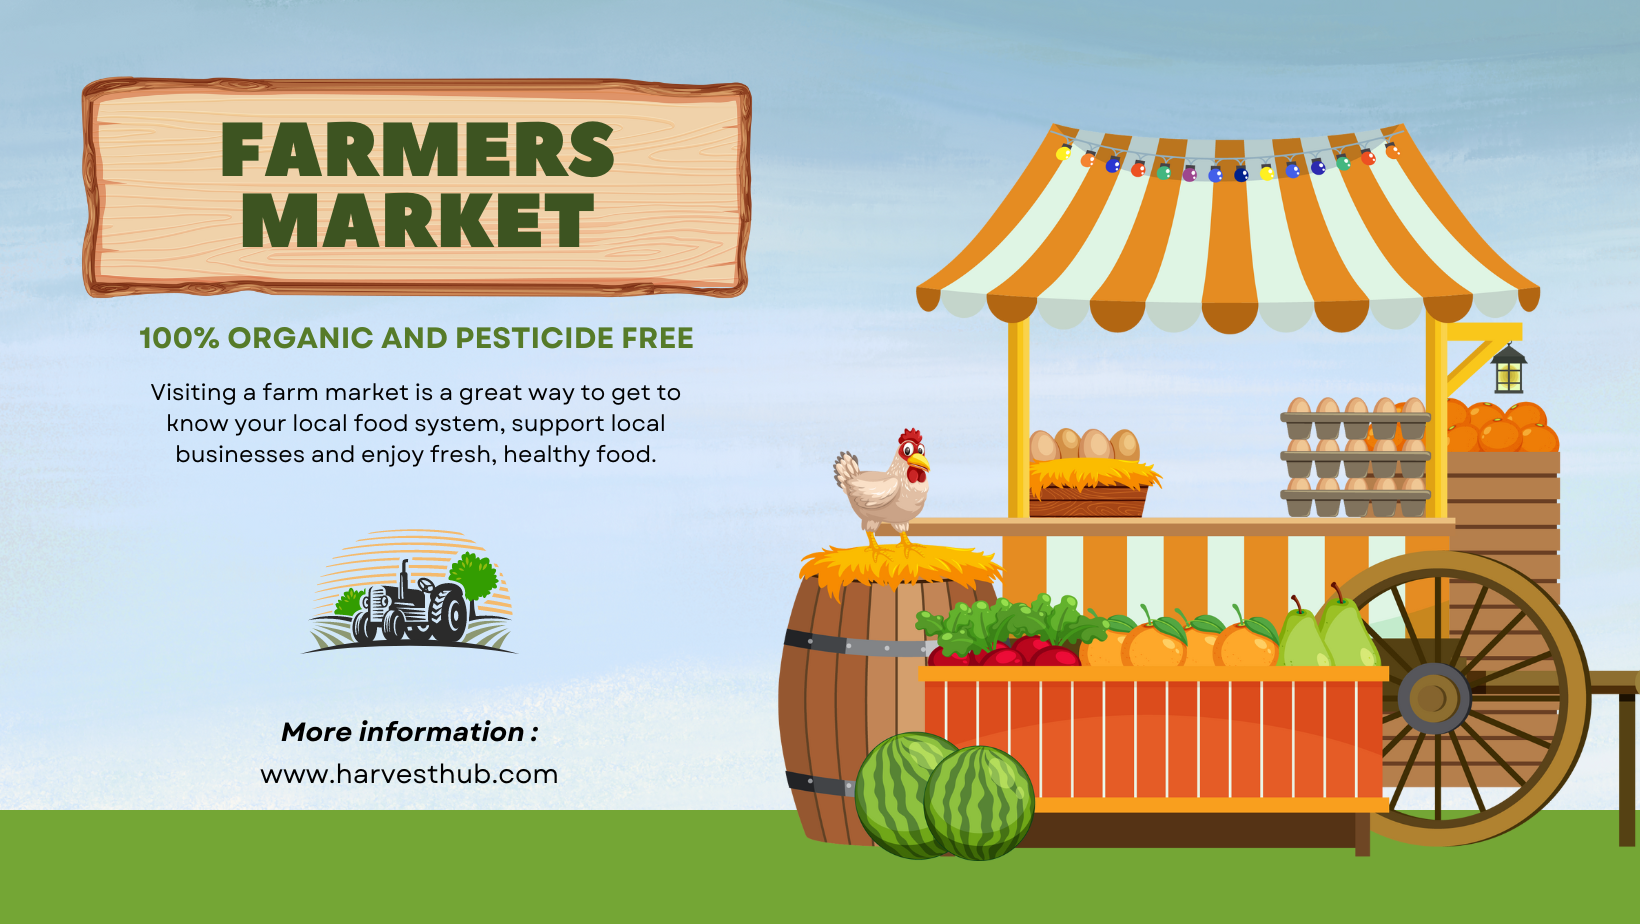 FARMERS
MARKET
100% ORGANIC AND PESTICIDE FREE
Visiting a farm market is a great way to get to
know your local food system, support local
businesses and enjoy fresh, healthy food.
More information :
www.harvesthub.com